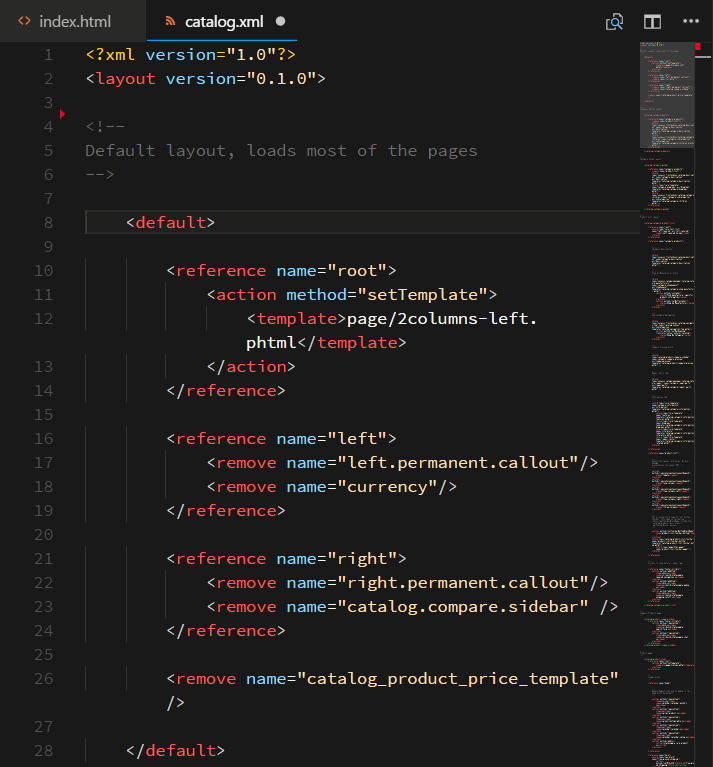 index.html
catalog.xml
1 <?xml version="1.0"?>
2 <layout version="0.1.0">
3
4 <!--
5 Default layout, loads most of the pages
6 -->
7
8 <default>
9
10 <reference name="root">
11 <action method="setTemplate">
12 <template>page/2columns-left.
phtml</template>
13 </action>
14 </reference>
15
16 <reference name="left">
17 <remove name="left.permanent.callout"/>
18 <remove name="currency"/>
19 </reference>
20
21 <reference name="right">
22 <remove name="right.permanent.callout"/>
23 <remove name="catalog.compare.sidebar" />
24 </reference>
25
26 <remove name="catalog_product_price_template"
/>
27
28 </default>